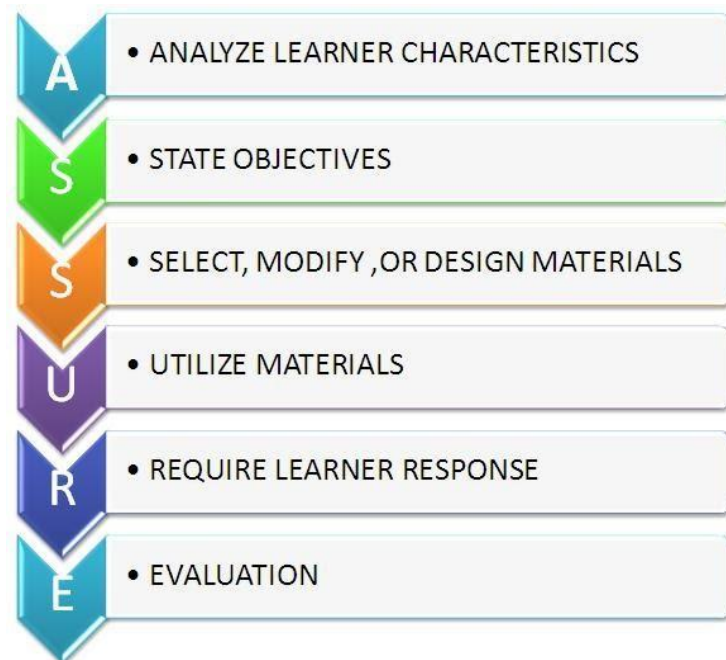 A
• ANALYZE LEARNER CHARACTERISTICS
S
• STATE OBJECTIVES
S
• SELECT, MODIFY ,OR DESIGN MATERIALS
U
• UTILIZE MATERIALS
R
• REQUIRE LEARNER RESPONSE
E
• EVALUATION